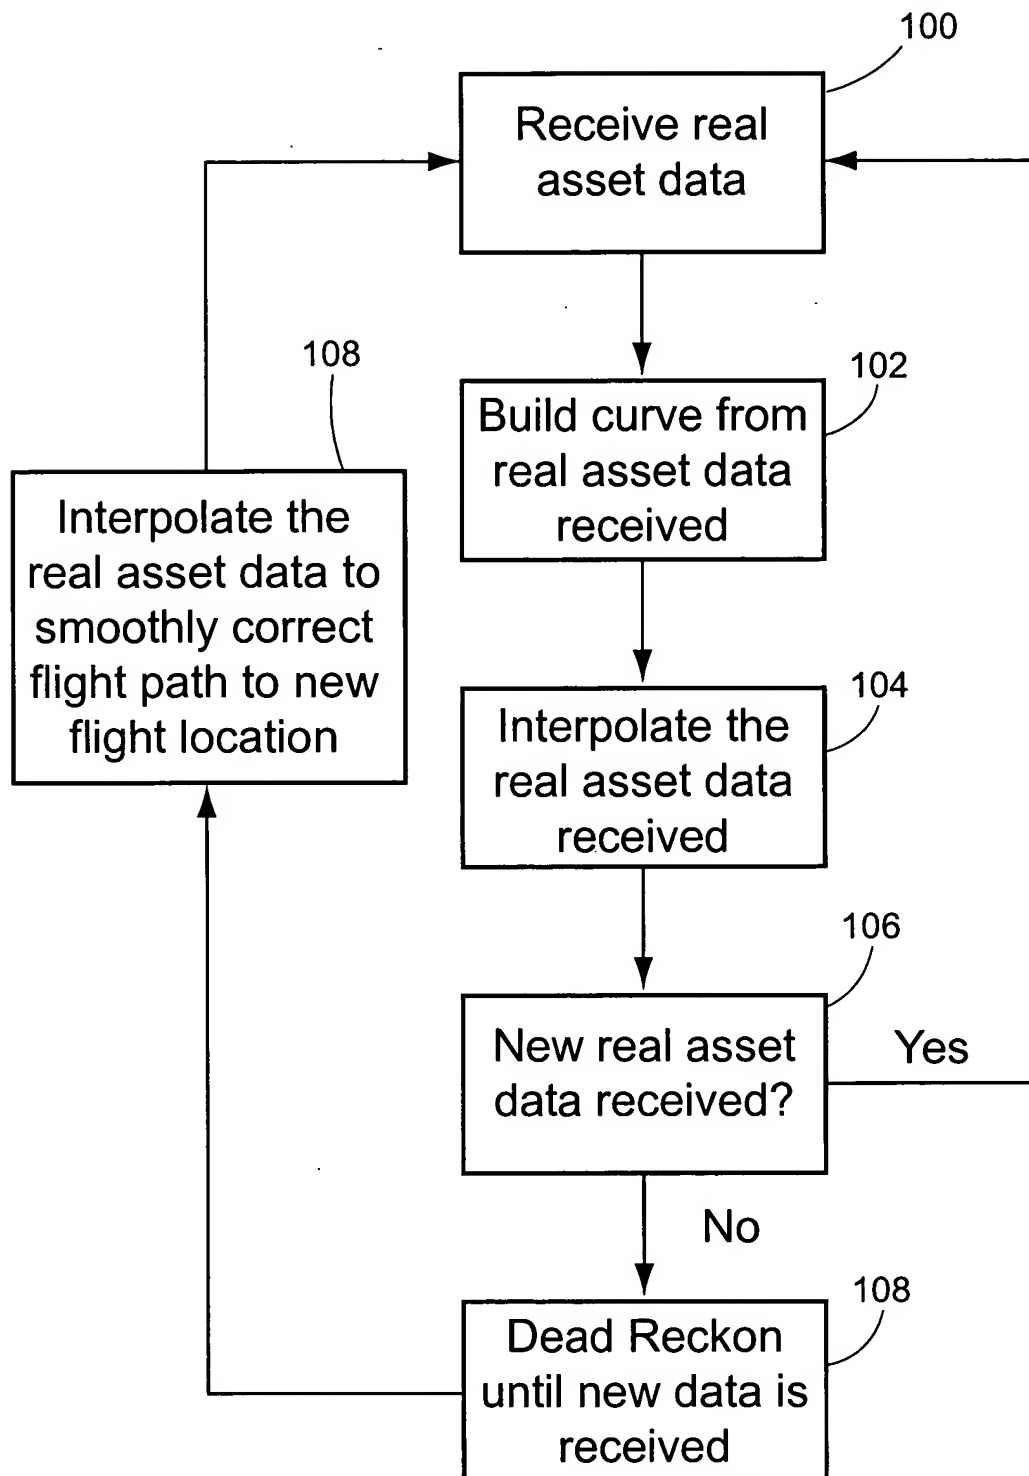 100
Receive real
asset data
108
102
Build curve from
real asset data
received
Interpolate the
real asset data to
smoothly correct
flight path to new
flight location
104
Interpolate the
real asset data
received
106
New real asset
data received?
Yes
No
108
Dead Reckon
until new data is
received